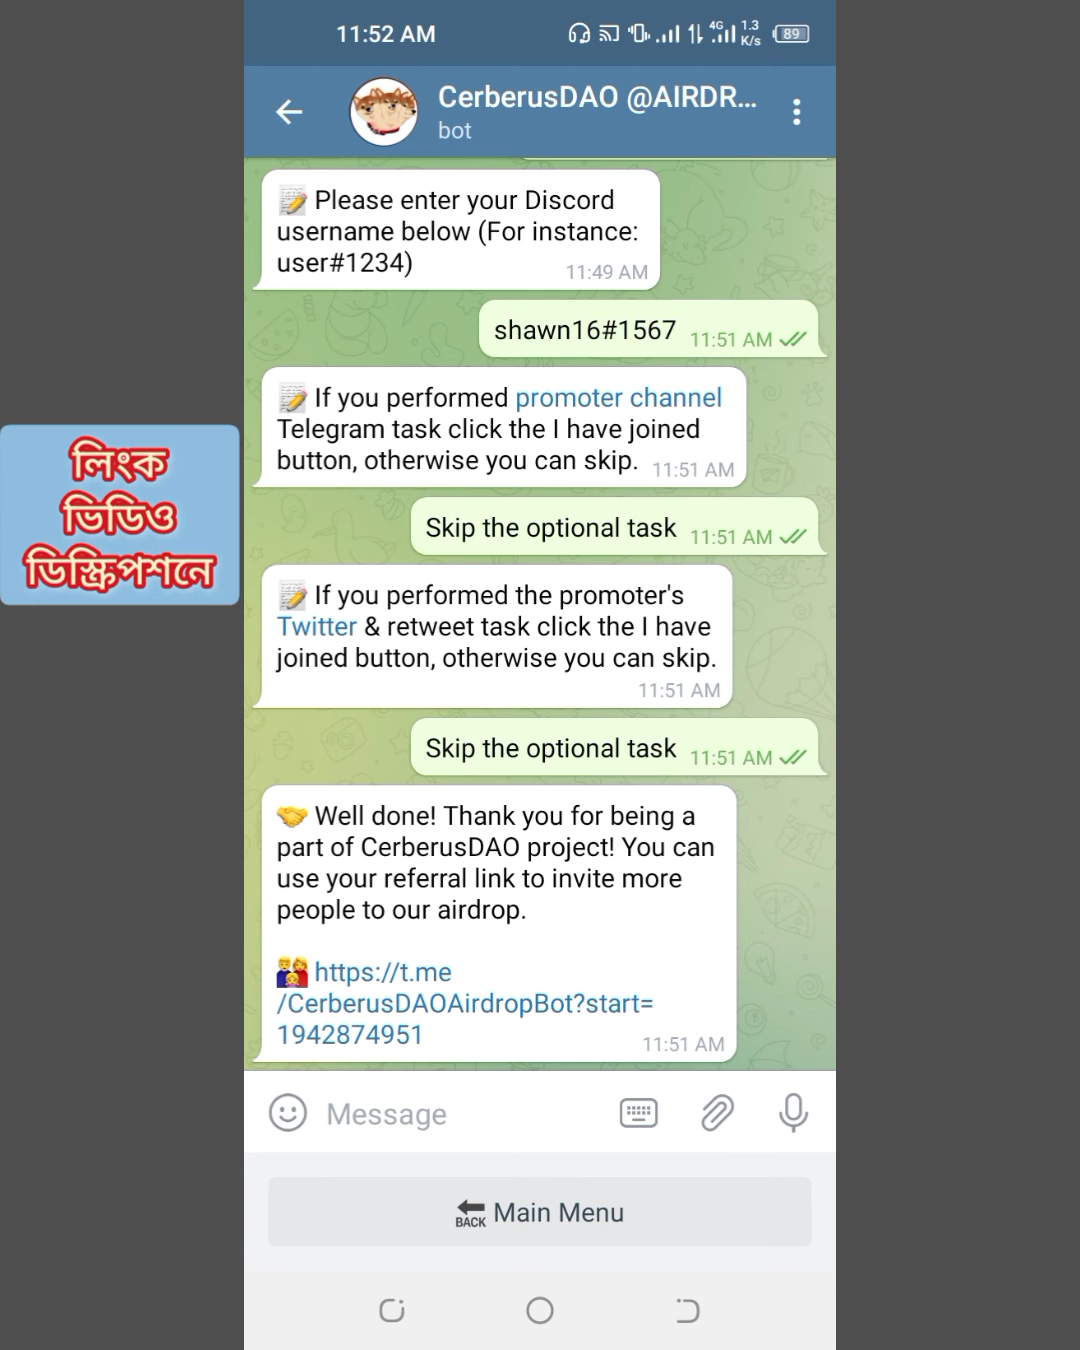 11:52 AM
4G
1.3
K/s
89
CerberusDAO @AIRDR...
bot
Please enter your Discord
username below (For instance:
user#1234)
11:49 AM
shawn16#1567
11:51 AM
If you performed promoter channel
Telegram task click the I have joined
button, otherwise you can skip.
11:51 AM
Skip the optional task
11:51 AM
If you performed the promoter's
Twitter & retweet task click the I have
joined button, otherwise you can skip.
11:51 AM
Skip the optional task
11:51 AM
Well done! Thank you for being a
part of CerberusDAO project! You can
use your referral link to invite more
people to our airdrop.
https://t.me
/CerberusDAOAirdropBot?start=
1942874951
11:51 AM
Message
BACK Main Menu
লিংক
ভিডিও
ডিস্ক্রিপশনে